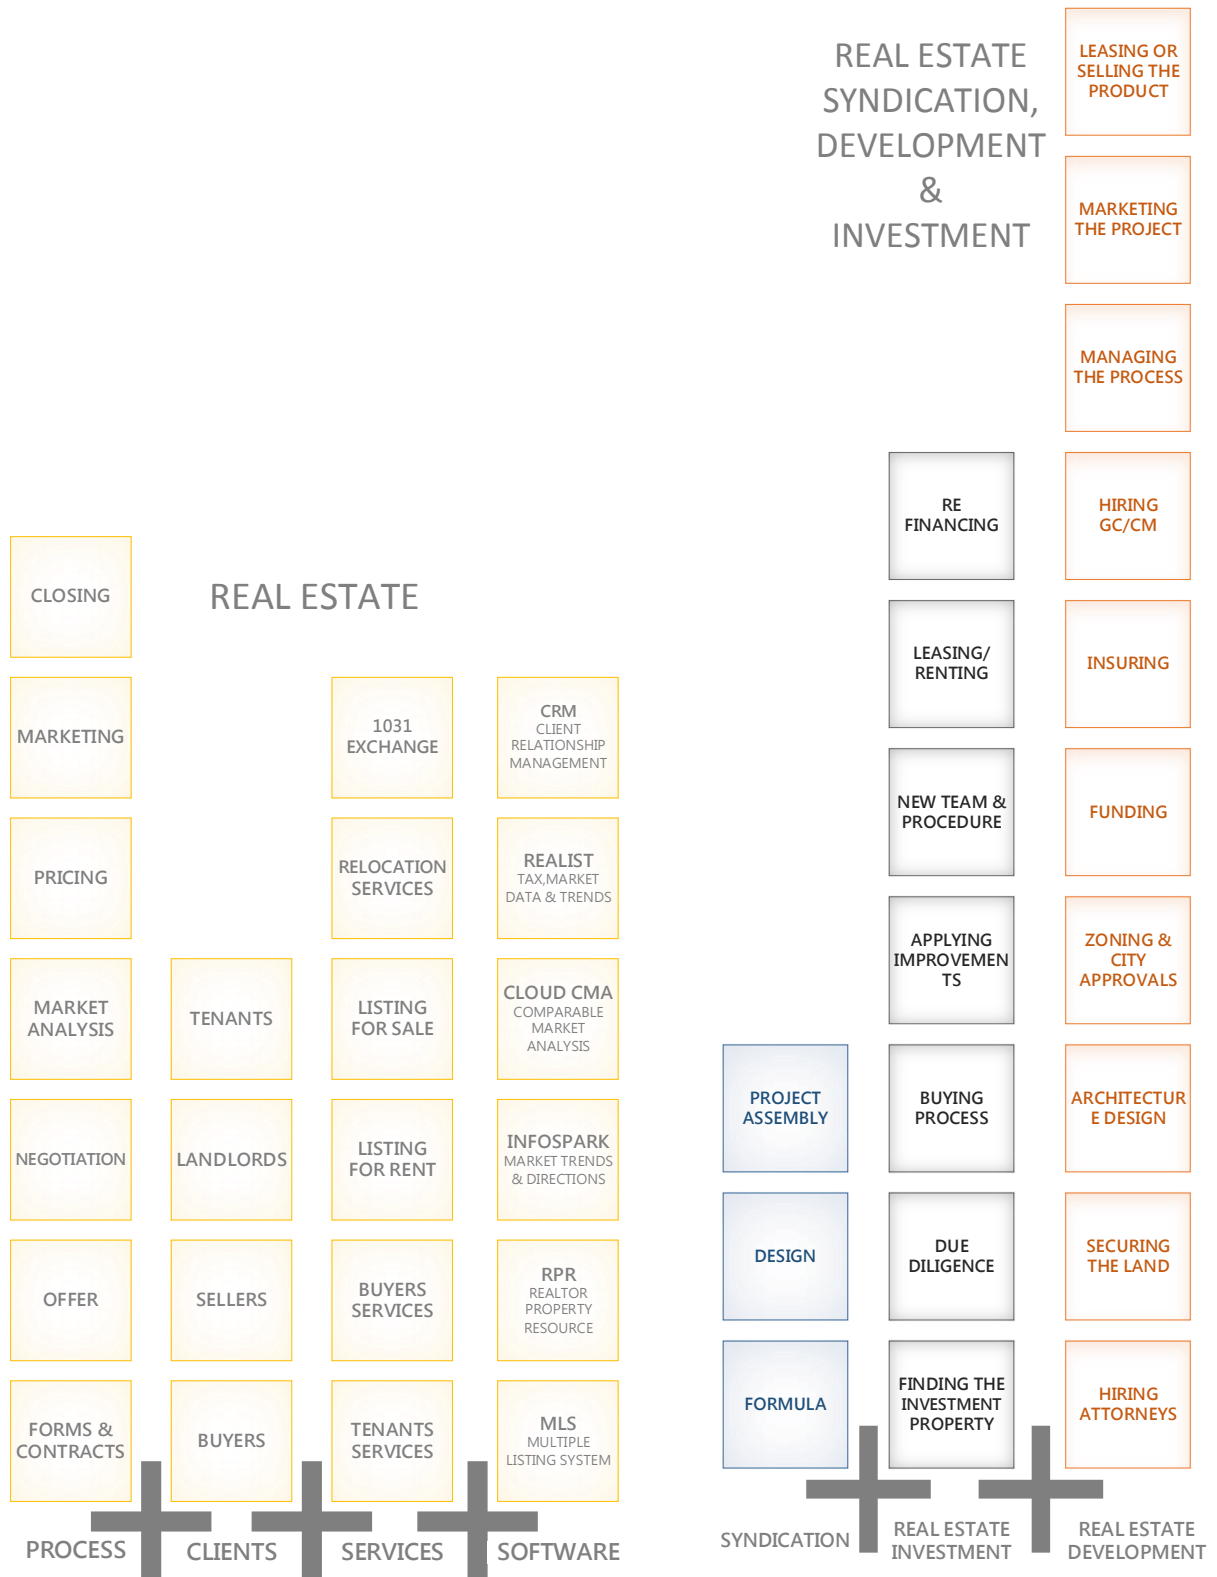 REAL ESTATE
CLOSING
MARKETING
PRICING
MARKET
ANALYSIS
NEGOTIATION
OFFER
FORMS &
CONTRACTS
PROCESS
TENANTS
LANDLORDS
SELLERS
BUYERS
CLIENTS
1031
EXCHANGE
RELOCATION
SERVICES
LISTING
FOR SALE
LISTING
FOR RENT
BUYERS
SERVICES
TENANTS
SERVICES
SERVICES
CRM
CLIENT
RELATIONSHIP
MANAGEMENT
REALIST
TAX,MARKET
DATA & TRENDS
CLOUD CMA
COMPARABLE
MARKET
ANALYSIS
INFOSPARK
MARKET TRENDS
& DIRECTIONS
RPR
REALTOR
PROPERTY
RESOURCE
MLS
MULTIPLE
LISTING SYSTEM
SOFTWARE
REAL ESTATE
SYNDICATION,
DEVELOPMENT
&
INVESTMENT
PROJECT
ASSEMBLY
DESIGN
FORMULA
SYNDICATION
RE
FINANCING
LEASING/
RENTING
NEW TEAM &
PROCEDURE
APPLYING
IMPROVEMEN
TS
BUYING
PROCESS
DUE
DILIGENCE
FINDING THE
INVESTMENT
PROPERTY
REAL ESTATE
INVESTMENT
LEASING OR
SELLING THE
PRODUCT
MARKETING
THE PROJECT
MANAGING
THE PROCESS
HIRING
GC/CM
INSURING
FUNDING
ZONING &
CITY
APPROVALS
ARCHITECTUR
E DESIGN
SECURING
THE LAND
HIRING
ATTORNEYS
REAL ESTATE
DEVELOPMENT